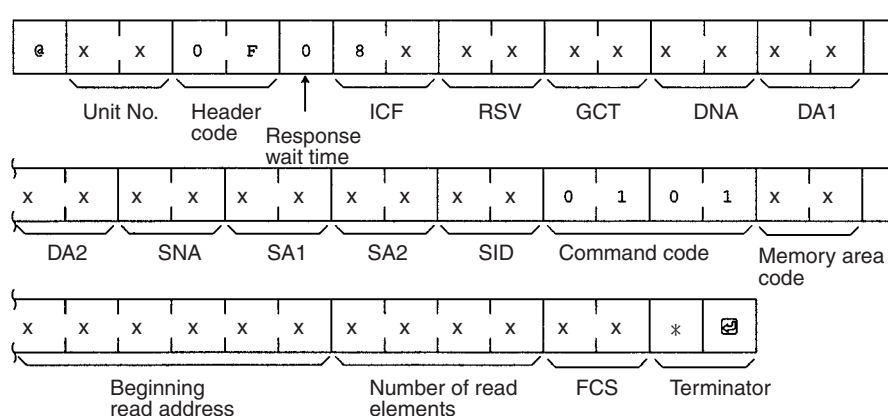 @ x x 0 F 0 8 x x x x x x x x x
Unit No. Header code Response wait time ICF RSV GCT DNA DA1
x x x x x x x x x x 0 1 0 1 x x
DA2 SNA SA1 SA2 SID Command code Memory area code
x x x x x x x x x x x x * ↵
Beginning read address Number of read elements FCS Terminator